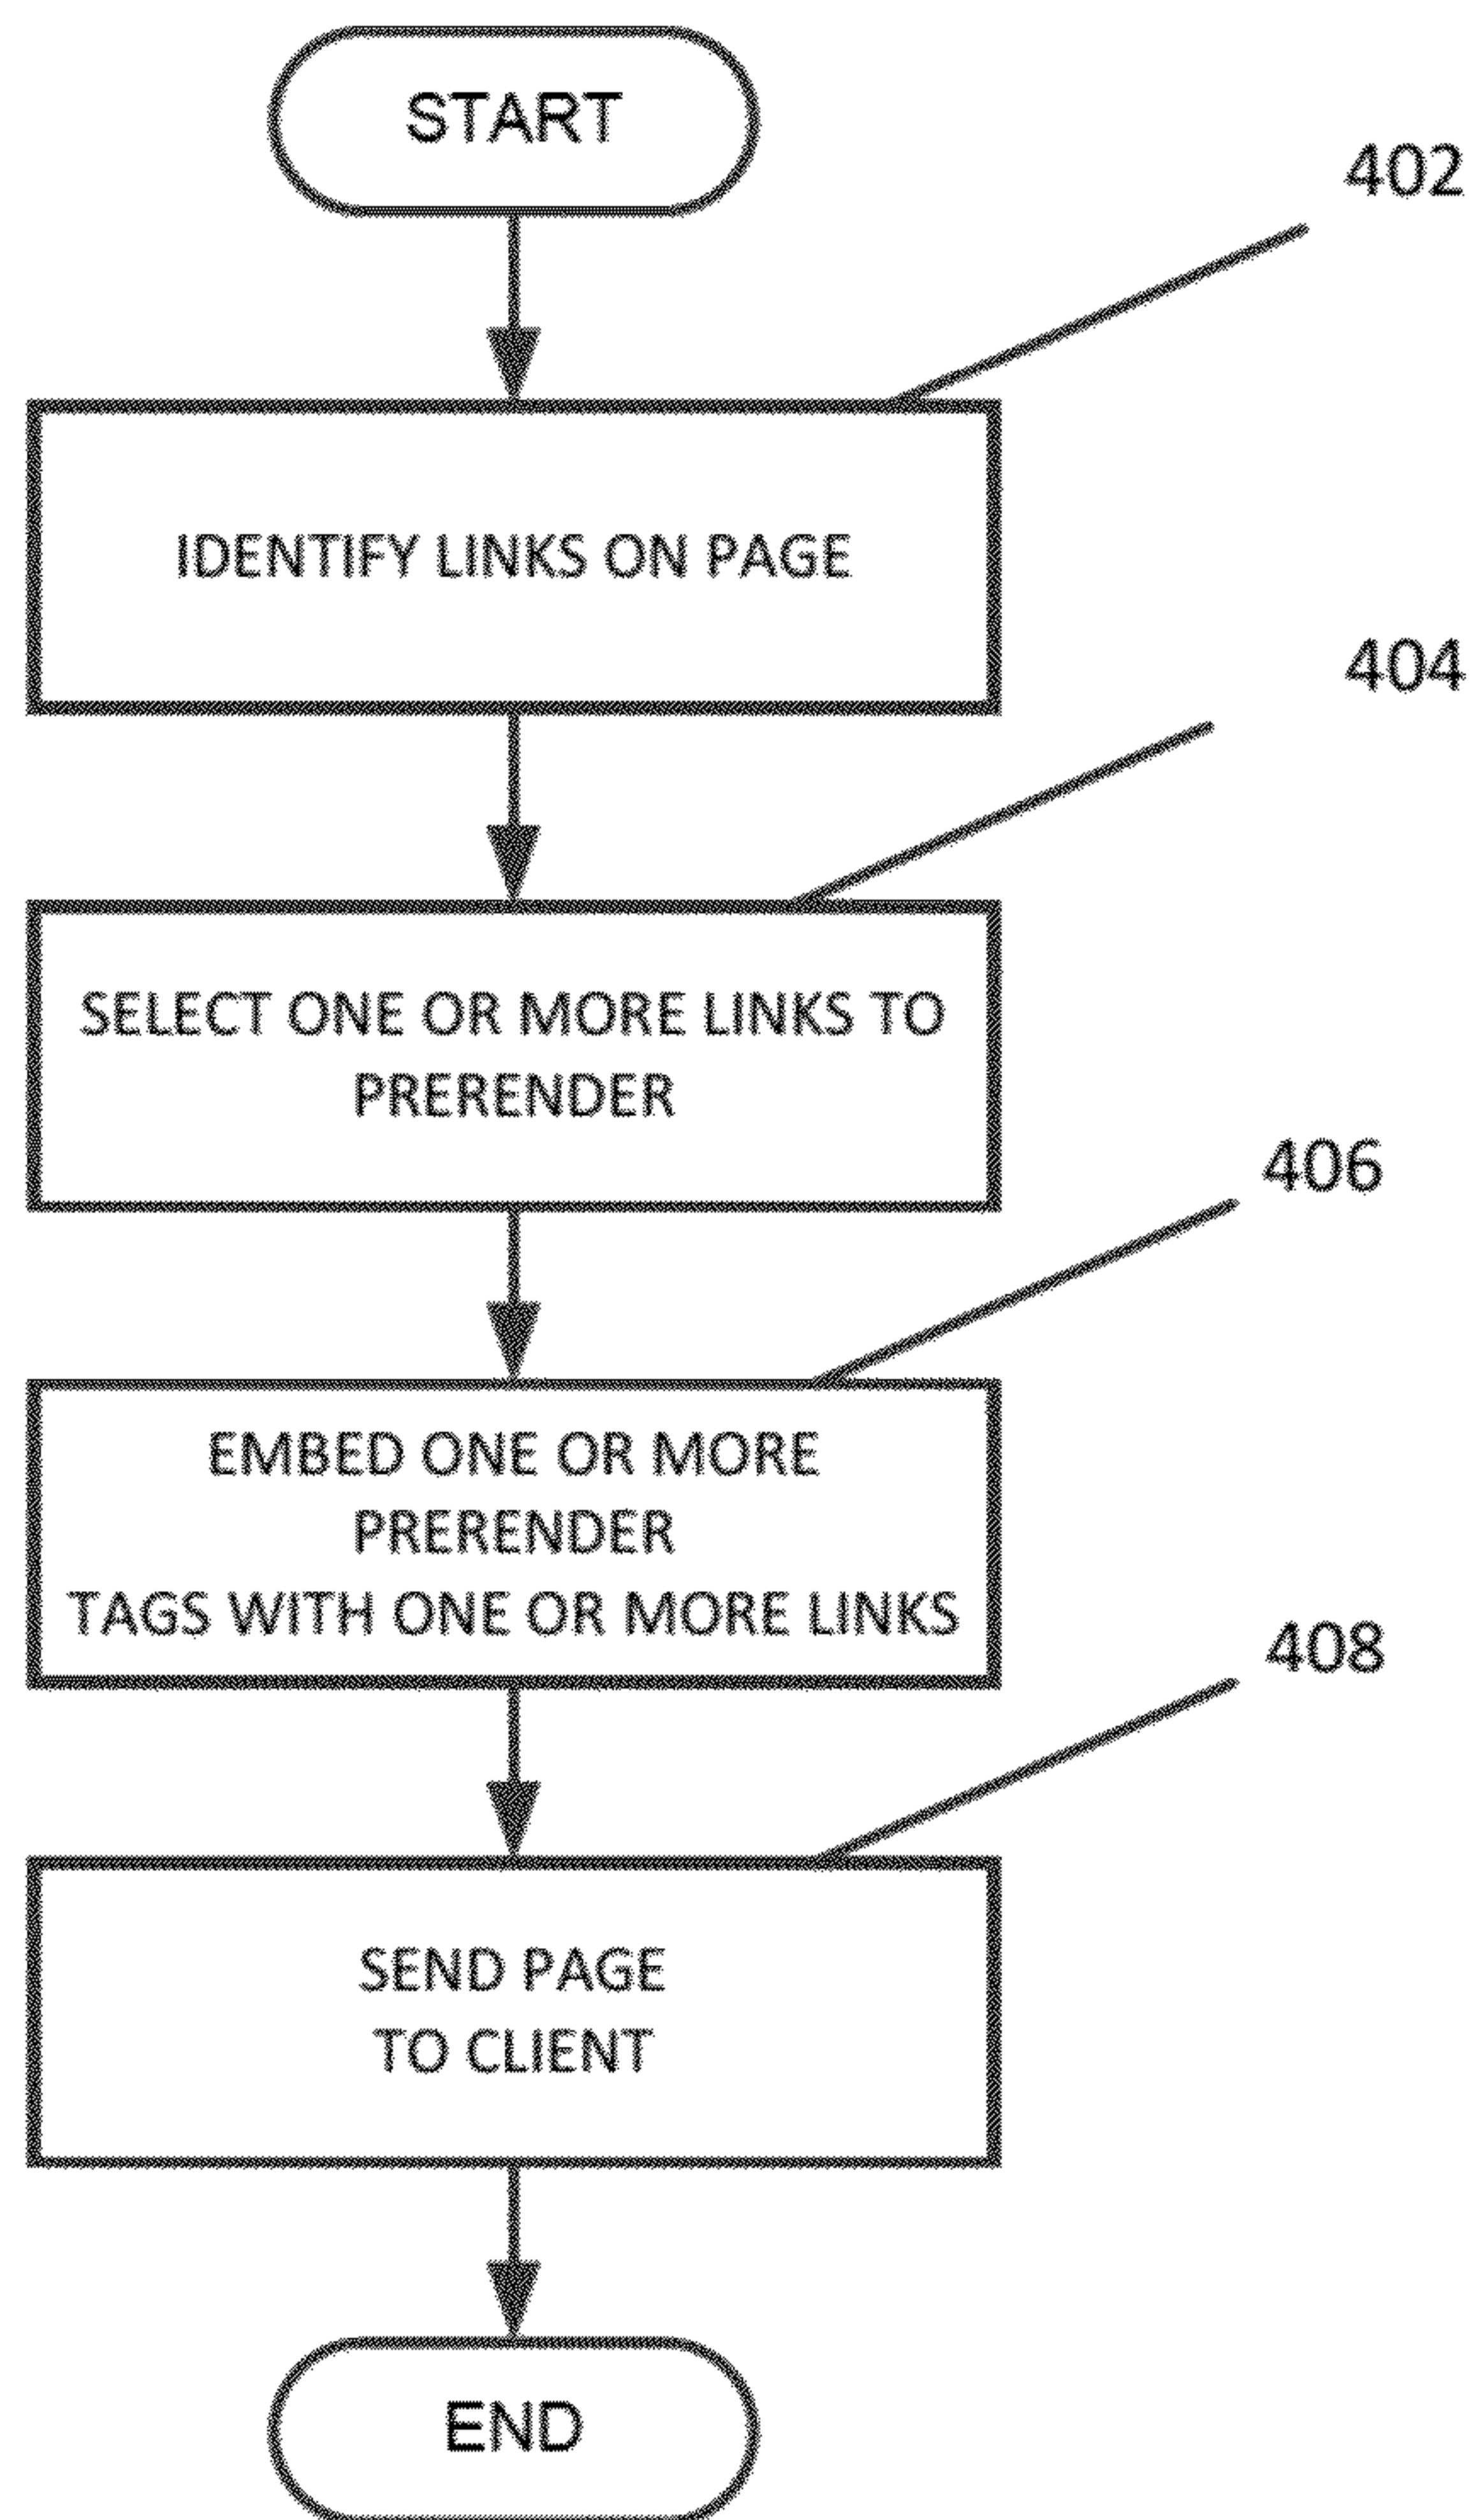 START
402
IDENTIFY LINKS ON PAGE
404
SELECT ONE OR MORE LINKS TO
PRERENDER
406
EMBED ONE OR MORE
PRERENDER
TAGS WITH ONE OR MORE LINKS
408
SEND PAGE
TO CLIENT
END